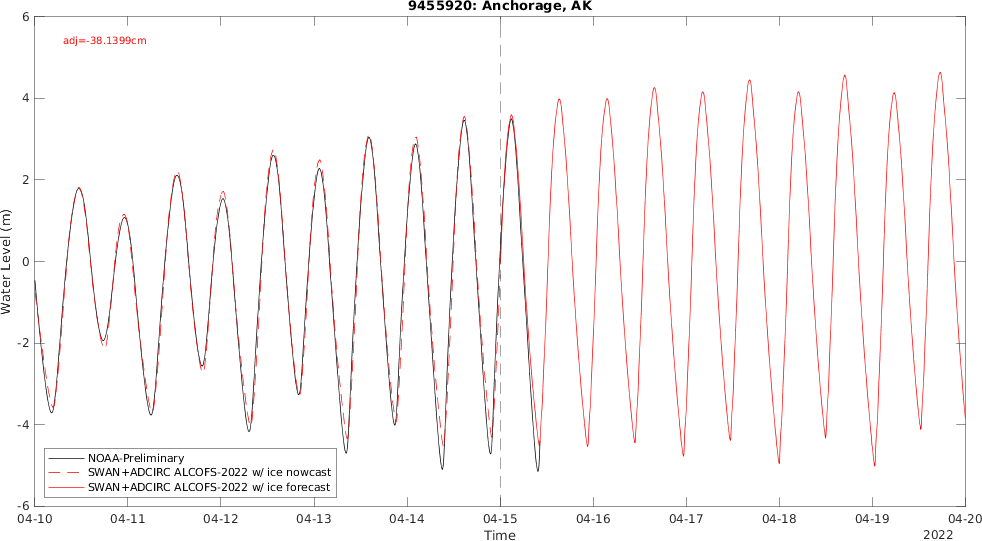 9455920: Anchorage, AK
adj=-38.1399cm
6
4
2
0
-2
-4
-6
Water Level (m)
NOAA-Preliminary
SWAN+ADCIRC ALCOFS-2022 w/ ice nowcast
SWAN+ADCIRC ALCOFS-2022 w/ ice forecast
04-10 04-11 04-12 04-13 04-14 04-15 04-16 04-17 04-18 04-19 04-20
Time
2022